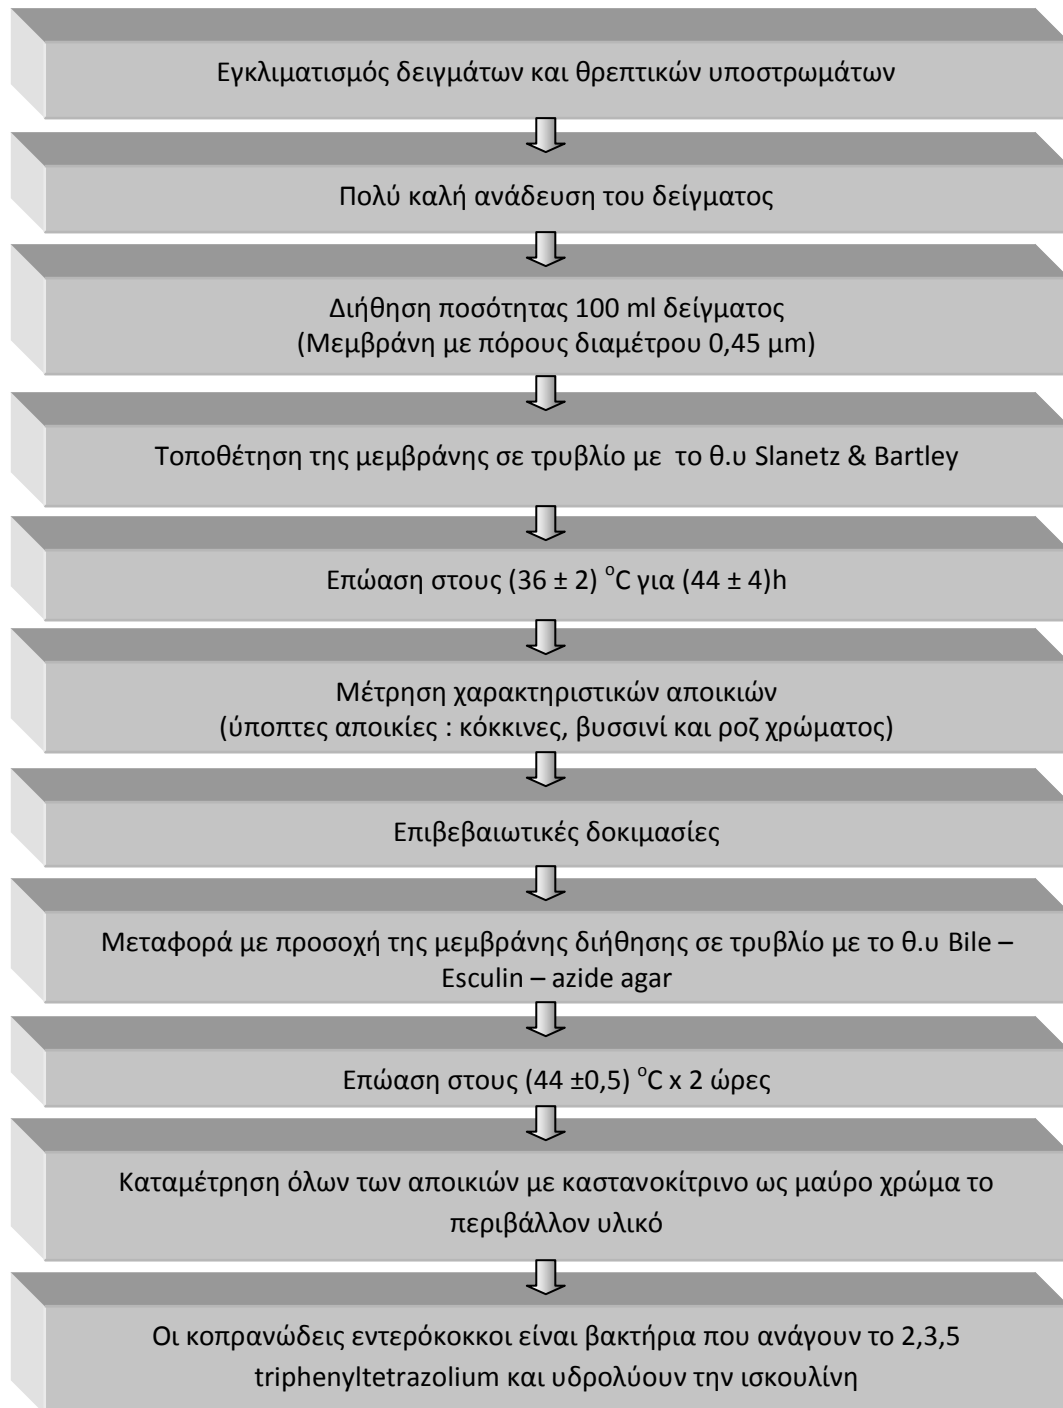 Εγκλιματισμός δειγμάτων και θρεπτικών υποστρωμάτων
Πολύ καλή ανάδευση του δείγματος
Διήθηση ποσότητας 100 ml δείγματος
(Μεμβράνη με πόρους διαμέτρου 0,45 μm)
Τοποθέτηση της μεμβράνης σε τρυβλίο με το θ.υ Slanetz & Bartley
Επώαση στους (36 ± 2) °C για (44 ± 4)h
Μέτρηση χαρακτηριστικών αποικιών
(ύποπτες αποικίες : κόκκινες, βυσσινί και ροζ χρώματος)
Επιβεβαιωτικές δοκιμασίες
Μεταφορά με προσοχή της μεμβράνης διήθησης σε τρυβλίο με το θ.υ Bile –
Esculin – azide agar
Επώαση στους (44 ±0,5) °C x 2 ώρες
Καταμέτρηση όλων των αποικιών με καστανοκίτρινο ως μαύρο χρώμα το
περιβάλλον υλικό
Οι κοπρανώδεις εντερόκοκκοι είναι βακτήρια που ανάγουν το 2,3,5
triphenyltetrazolium και υδρολύουν την ισκουλίνη